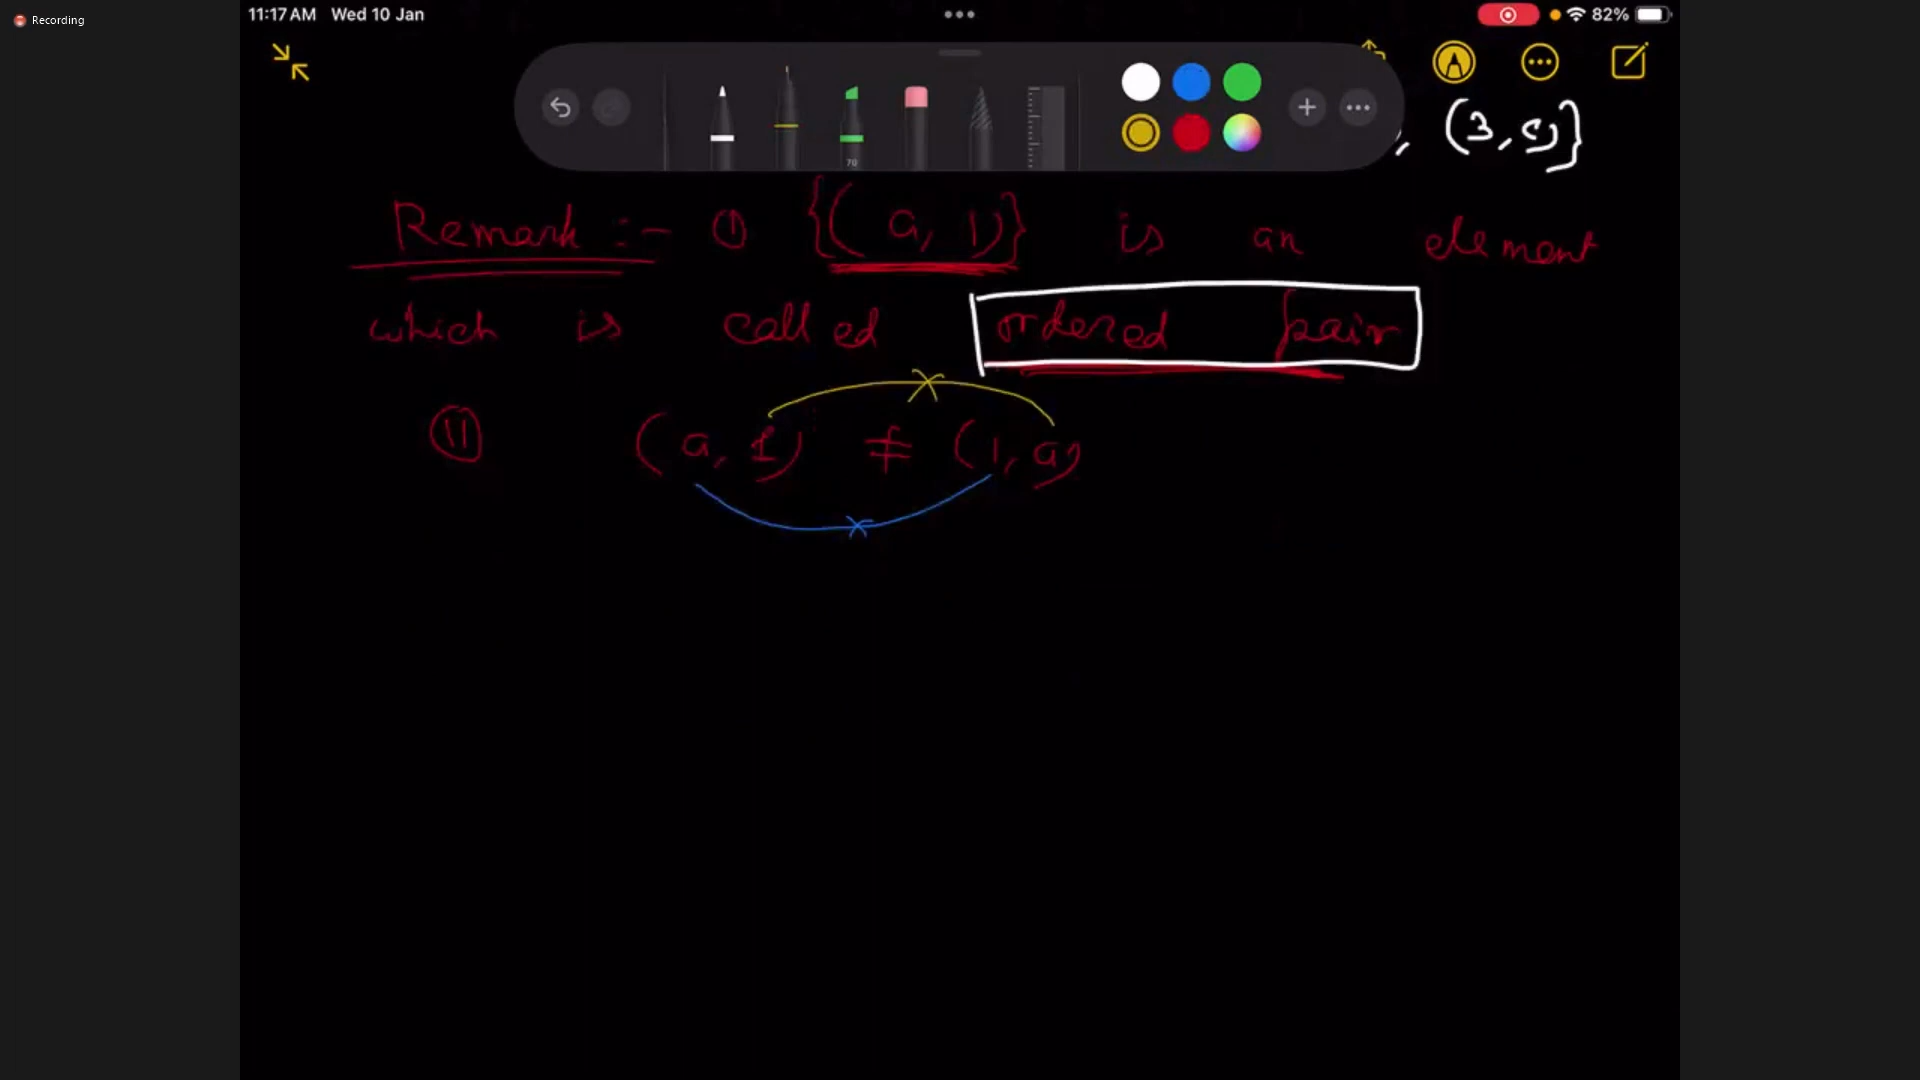 Recording
11:17 AM Wed 10 Jan
82%
70
, (3, 5)}
Remark :- ① {(a, 1)} is an element
which is called ordered pair
⑪ (a, 1) ≠ (1, a)